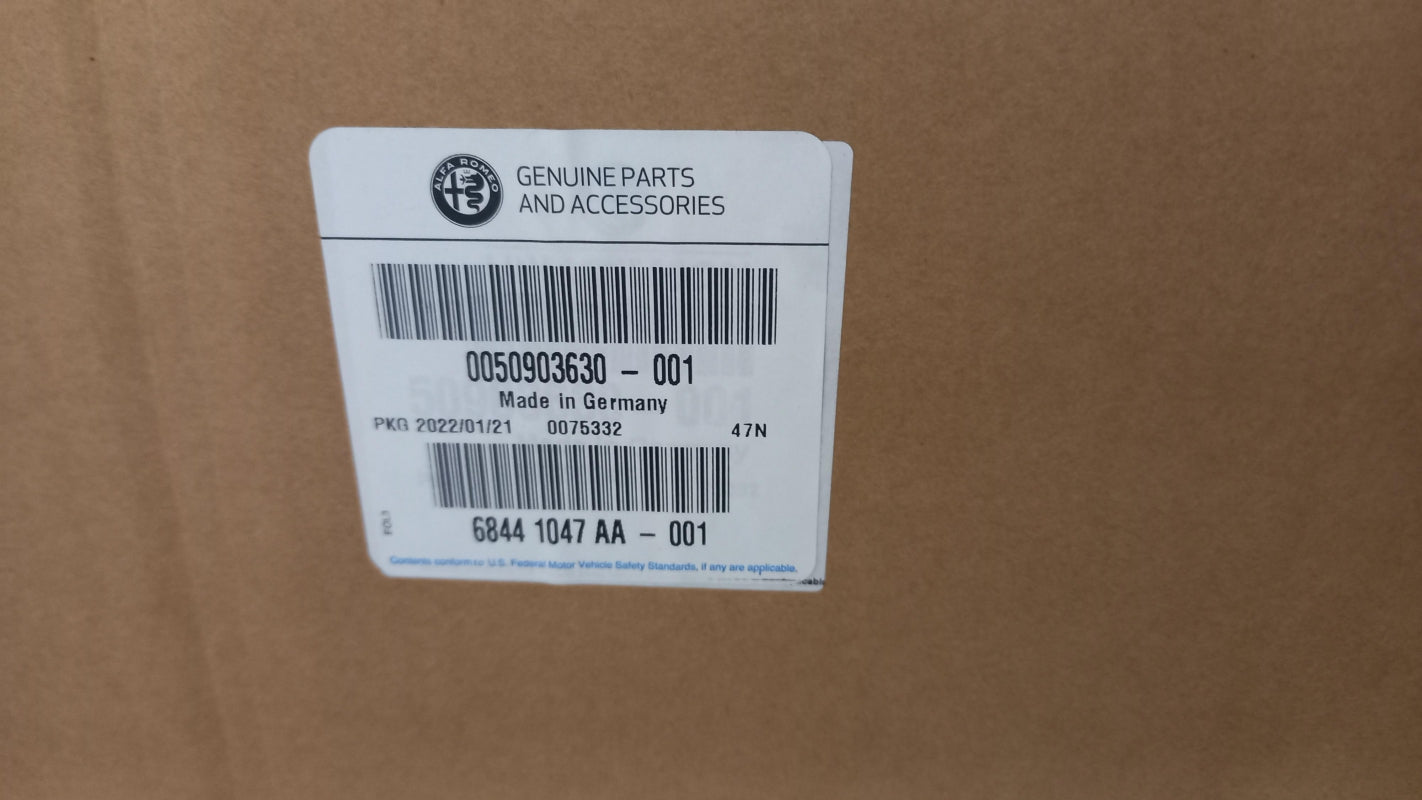 ALFA ROMEO
GENUINE PARTS
AND ACCESSORIES
0050903630 – 001
Made in Germany
PKG 2022/01/21 0075332 47N
6844 1047 AA – 001
Contents conform to U.S. Federal Motor Vehicle Safety Standards, if any are applicable.